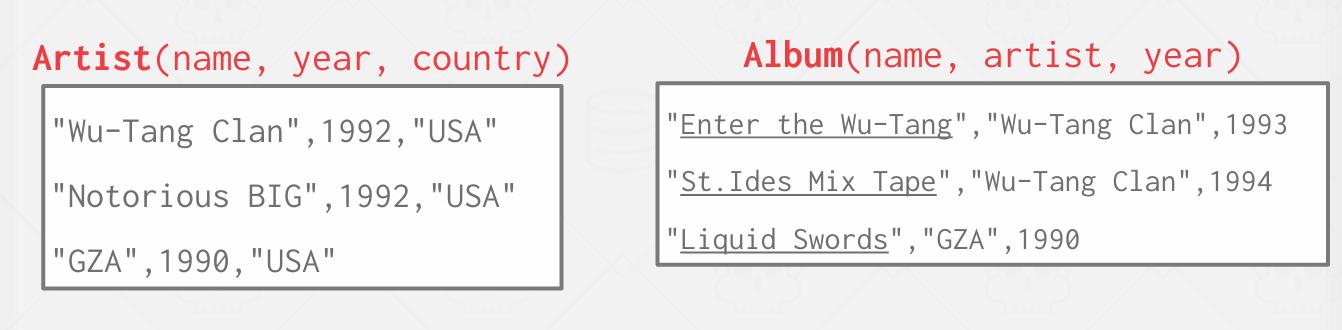 Artist(name, year, country)
"Wu-Tang Clan",1992,"USA"
"Notorious BIG",1992,"USA"
"GZA",1990,"USA"
Album(name, artist, year)
"Enter the Wu-Tang","Wu-Tang Clan",1993
"St.Ides Mix Tape","Wu-Tang Clan",1994
"Liquid Swords","GZA",1990